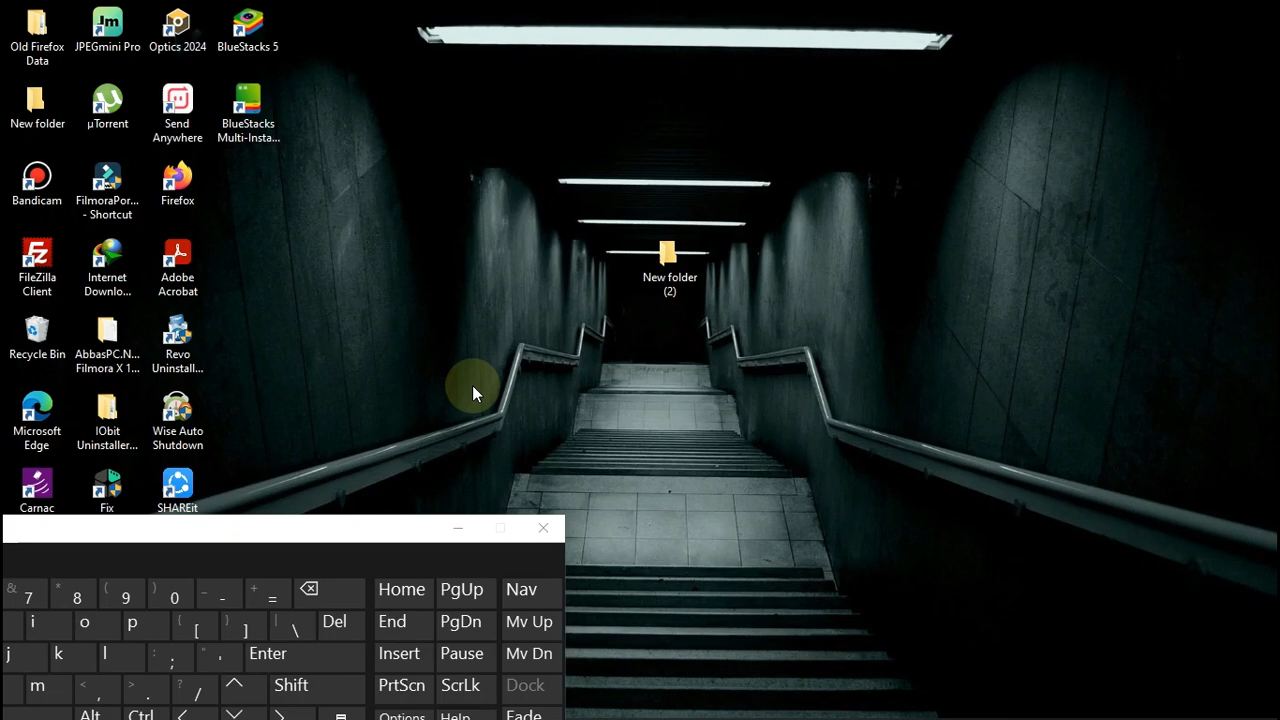 Old Firefox
Data
JPEGmini Pro
Optics 2024
BlueStacks 5
New folder
µTorrent
Send
Anywhere
BlueStacks
Multi-Insta...
Bandicam
FilmoraPor...
- Shortcut
Firefox
FileZilla
Client
Internet
Downlo...
Adobe
Acrobat
New folder
(2)
Recycle Bin
AbbasPC.N...
Filmora X 1...
Revo
Uninstall...
Microsoft
Edge
IObit
Uninstaller...
Wise Auto
Shutdown
Carnac
Fix
SHAREit
& 7 * 8 ( 9 ) 0 _ - + = Home PgUp Nav
i o p { [ } ] | \ Del End PgDn Mv Up
j k l : ; " ' Enter Insert Pause Mv Dn
m < , > . ? / Shift PrtScn ScrLk Dock
Alt Ctrl Options Help Fade